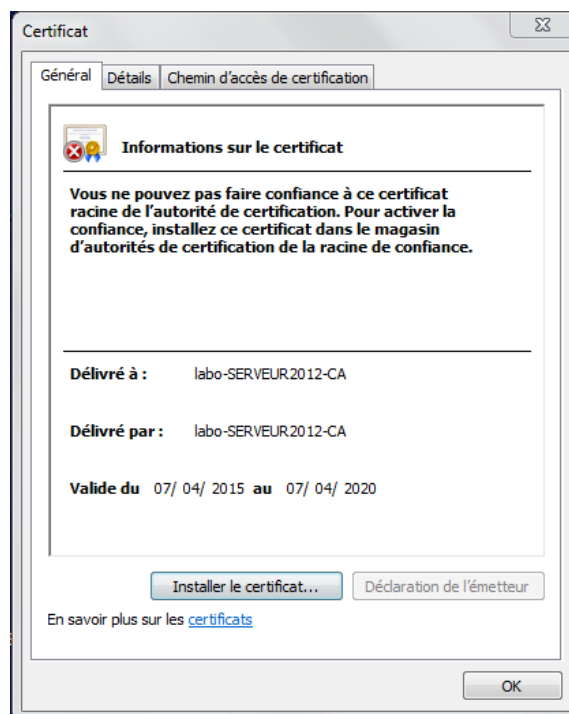 Certificat
Général Détails Chemin d'accès de certification
Informations sur le certificat
Vous ne pouvez pas faire confiance à ce certificat
racine de l'autorité de certification. Pour activer la
confiance, installez ce certificat dans le magasin
d'autorités de certification de la racine de confiance.
Délivré à : labo-SERVEUR2012-CA
Délivré par : labo-SERVEUR2012-CA
Valide du 07/ 04/ 2015 au 07/ 04/ 2020
Installer le certificat... Déclaration de l'émetteur
En savoir plus sur les certificats
OK